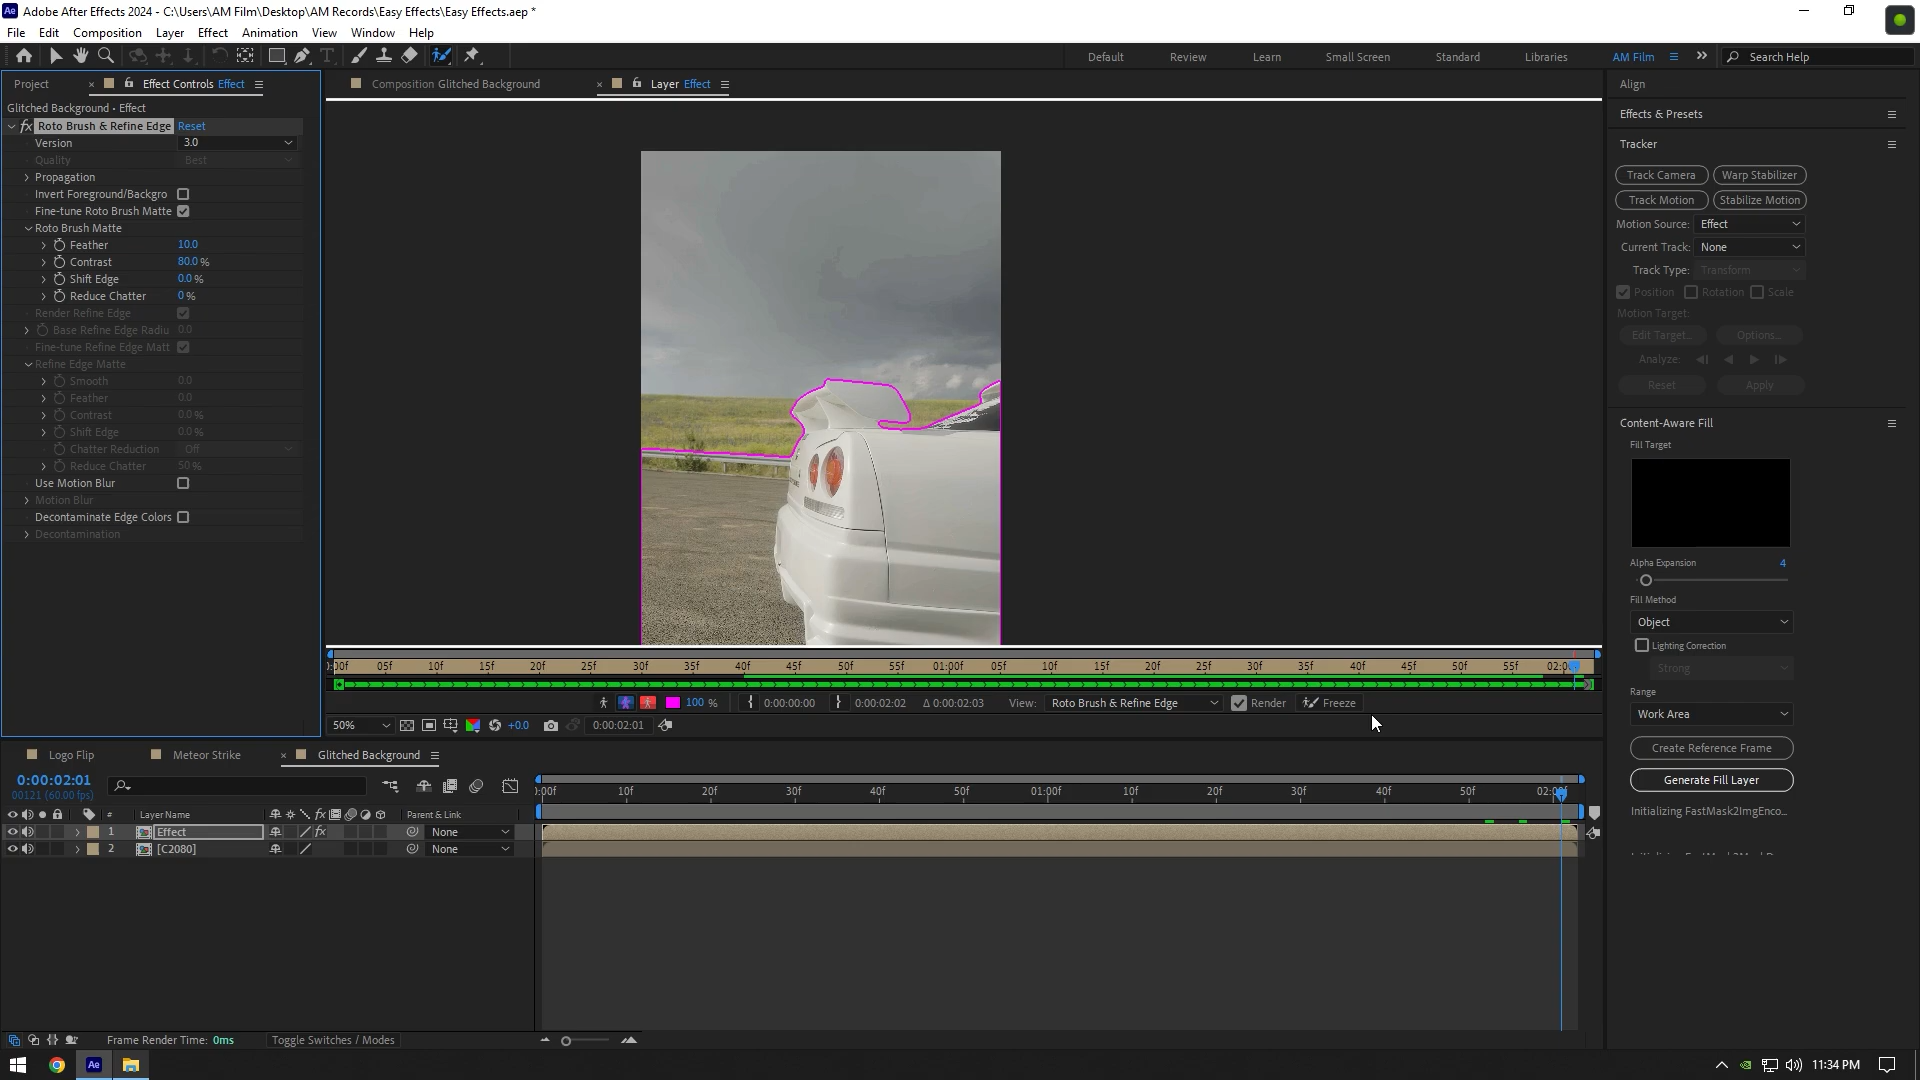 Adobe After Effects 2024 - C:\Users\AM Film\Desktop\AM Records\Easy Effects\Easy Effects.aep *
File Edit Composition Layer Effect Animation View Window Help
Default Review Learn Small Screen Standard Libraries AM Film Search Help
Project
Effect Controls Effect
Glitched Background • Effect
fx Roto Brush & Refine Edge Reset
Version 3.0
Quality Best
Propagation
Invert Foreground/Backgro
Fine-tune Roto Brush Matte
Roto Brush Matte
Feather 10.0
Contrast 80.0 %
Shift Edge 0.0 %
Reduce Chatter 0 %
Render Refine Edge
Base Refine Edge Radiu 0.0
Fine-tune Refine Edge Matt
Refine Edge Matte
Smooth 0.0
Feather 0.0
Contrast 0.0 %
Shift Edge 0.0 %
Chatter Reduction Off
Reduce Chatter 50 %
Use Motion Blur
Motion Blur
Decontaminate Edge Colors
Decontamination
Composition Glitched Background
Layer Effect
):00f 05f 10f 15f 20f 25f 30f 35f 40f 45f 50f 55f 01:00f 05f 10f 15f 20f 25f 30f 35f 40f 45f 50f 55f 02:0
100 % 0:00:00:00 0:00:02:02 Δ 0:00:02:03 View: Roto Brush & Refine Edge Render Freeze
50% +0.0 0:00:02:01
Align
Effects & Presets
Tracker
Track Camera Warp Stabilizer
Track Motion Stabilize Motion
Motion Source: Effect
Current Track: None
Track Type: Transform
Position Rotation Scale
Motion Target:
Edit Target... Options...
Analyze:
Reset Apply
Content-Aware Fill
Fill Target
Alpha Expansion 4
Fill Method
Object
Lighting Correction
Strong
Range
Work Area
Create Reference Frame
Generate Fill Layer
Initializing FastMask2ImgEnco...
Logo Flip Meteor Strike Glitched Background
0:00:02:01
00121 (60.00 fps)
# Layer Name fx Parent & Link
1 Effect fx None
2 [C2080] None
):00f 10f 20f 30f 40f 50f 01:00f 10f 20f 30f 40f 50f 02:0
Frame Render Time: 0ms Toggle Switches / Modes
Ae
11:34 PM